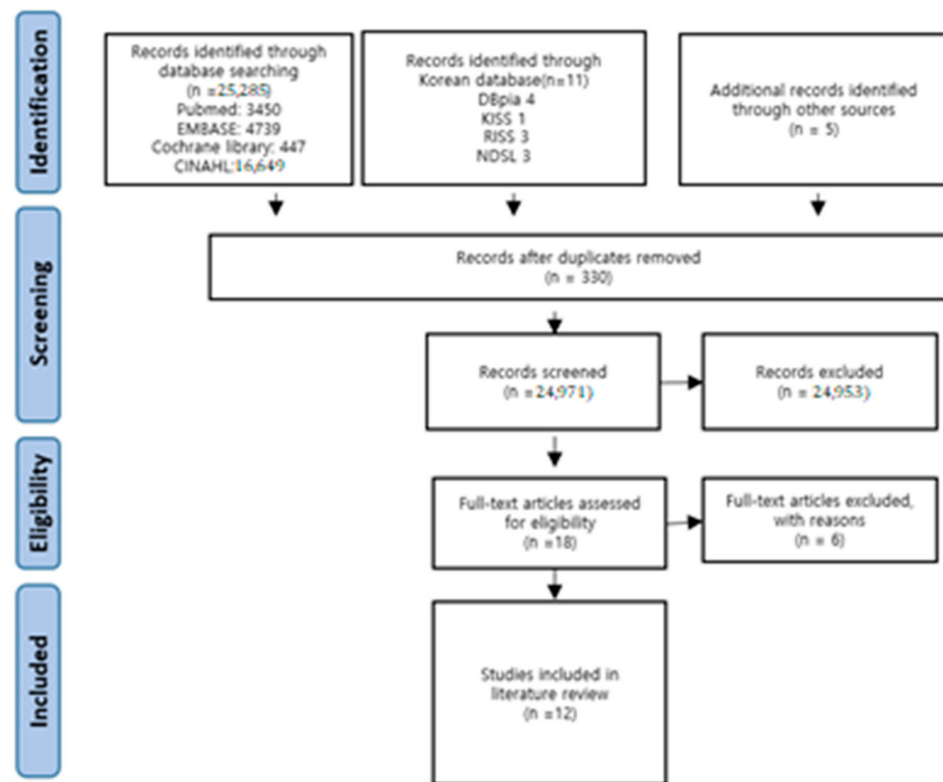 Identification
Records identified through
database searching
(n =25,285)
Pubmed: 3450
EMBASE: 4739
Cochrane library: 447
CINAHL:16,649
Records identified through
Korean database(n=11)
DBpia 4
KISS 1
RISS 3
NDSL 3
Additional records identified
through other sources
(n = 5)
Screening
Records after duplicates removed
(n = 330)
Records screened
(n =24,971)
Records excluded
(n = 24,953)
Eligibility
Full-text articles assessed
for eligibility
(n =18)
Full-text articles excluded,
with reasons
(n = 6)
Included
Studies included in
literature review
(n =12)